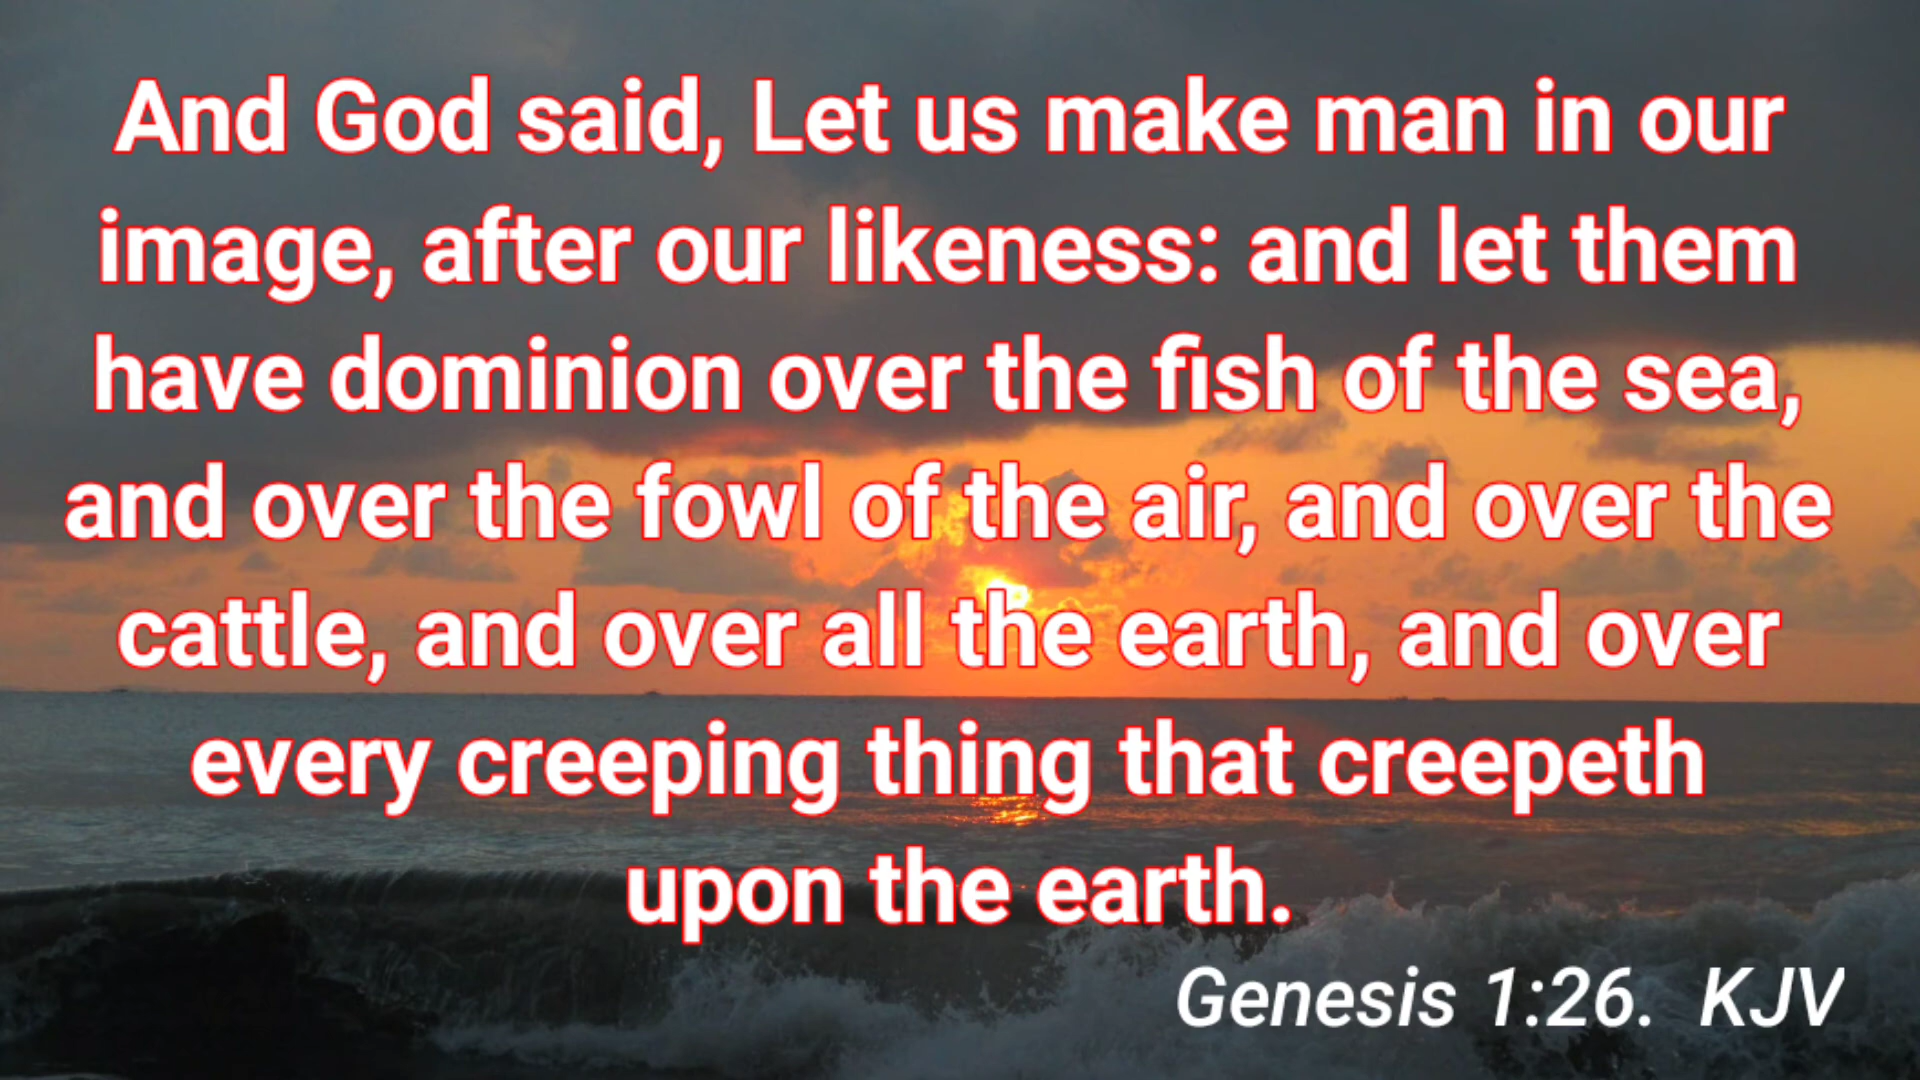 And God said, Let us make man in our
image, after our likeness: and let them
have dominion over the fish of the sea,
and over the fowl of the air, and over the
cattle, and over all the earth, and over
every creeping thing that creepeth
upon the earth.
Genesis 1:26. KJV